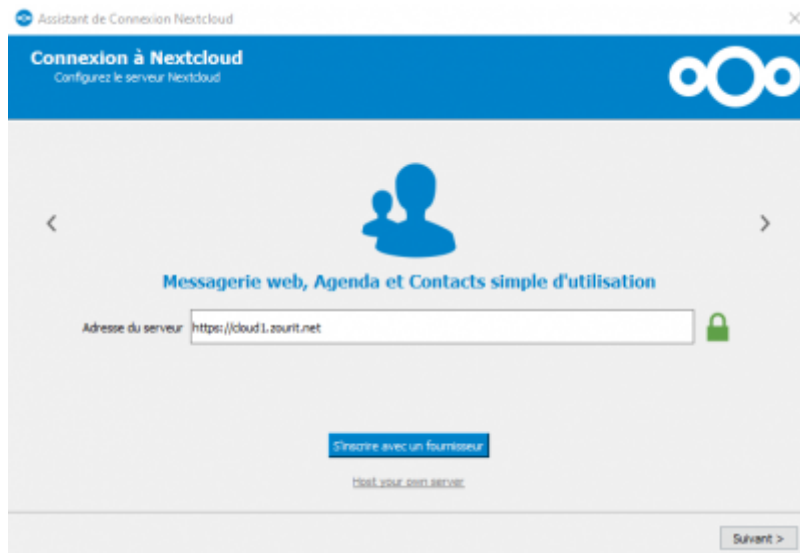 Assistant de Connexion Nextcloud
Connexion à Nextcloud
Configurez le serveur Nextcloud
Messagerie web, Agenda et Contacts simple d'utilisation
Adresse du serveur https://cloud1.zourit.net
S'inscrire avec un fournisseur
Host your own server
Suivant >